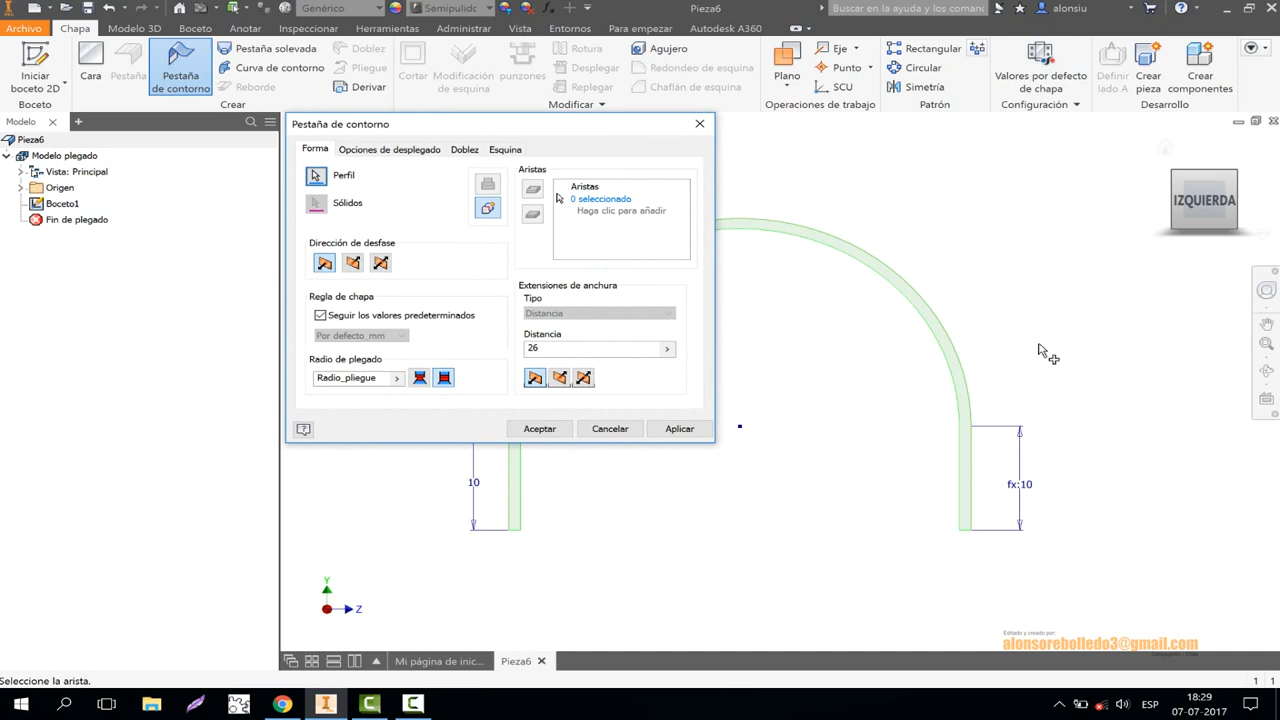 Genérico
Semipulido
Pieza6
Buscar en la ayuda y los coman
alonsiu
Archivo
Chapa
Modelo 3D
Boceto
Anotar
Inspeccionar
Herramientas
Administrar
Vista
Entornos
Para empezar
Autodesk A360
Iniciar
boceto 2D
Boceto
Cara
Pestaña
Pestaña
de contorno
Pestaña solevada
Curva de contorno
Reborde
Doblez
Pliegue
Derivar
Crear
Cortar
Modificación
de esquina
punzones
Rotura
Desplegar
Replegar
Agujero
Redondeo de esquina
Chaflán de esquina
Modificar
Plano
Eje
Punto
SCU
Operaciones de trabajo
Rectangular
Circular
Simetría
Patrón
Valores por defecto
de chapa
Configuración
Definir
lado A
Crear
pieza
Crear
componentes
Desarrollo
Modelo
Pieza6
Modelo plegado
Vista: Principal
Origen
Boceto1
Fin de plegado
Pestaña de contorno
Forma
Opciones de desplegado
Doblez
Esquina
Perfil
Sólidos
Dirección de desfase
Regla de chapa
Seguir los valores predeterminados
Por defecto_mm
Radio de plegado
Radio_pliegue
Aristas
Aristas
0 seleccionado
Haga clic para añadir
Extensiones de anchura
Tipo
Distancia
Distancia
26
Aceptar
Cancelar
Aplicar
IZQUIERDA
10
fx:10
Y
Z
Editado y creado por:
alonsorebolledo3@gmail.com
Mi página de inic...
Pieza6
Seleccione la arista.
1
1
ESP
18:29
07-07-2017